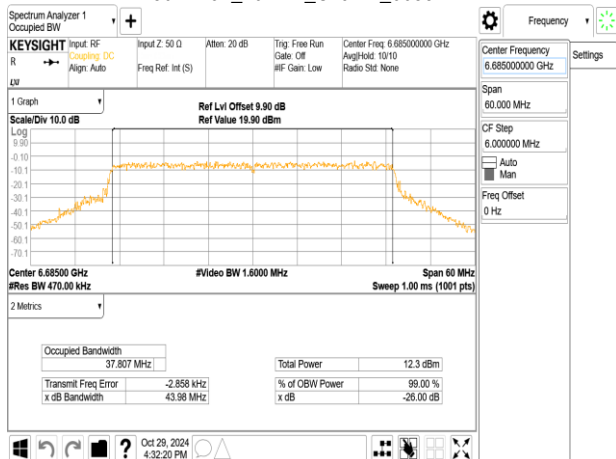 Spectrum Analyzer 1
Occupied BW
Frequency
KEYSIGHT
R
Input: RF
Coupling: DC
Align: Auto
Input Z: 50 Ω
Freq Ref: Int (S)
Atten: 20 dB
Trig: Free Run
Gate: Off
#IF Gain: Low
Center Freq: 6.685000000 GHz
Avg|Hold: 10/10
Radio Std: None
Center Frequency
6.685000000 GHz
Settings
Span
60.000 MHz
CF Step
6.000000 MHz
Auto
Man
Freq Offset
0 Hz
1 Graph
Scale/Div 10.0 dB
Ref Lvl Offset 9.90 dB
Ref Value 19.90 dBm
Log
9.90
-0.10
-10.1
-20.1
-30.1
-40.1
-50.1
-60.1
-70.1
Center 6.68500 GHz
#Video BW 1.6000 MHz
Span 60 MHz
#Res BW 470.00 kHz
Sweep 1.00 ms (1001 pts)
2 Metrics
Occupied Bandwidth
37.807 MHz
Total Power
12.3 dBm
Transmit Freq Error
-2.858 kHz
% of OBW Power
99.00 %
x dB Bandwidth
43.98 MHz
x dB
-26.00 dB
?
Oct 29, 2024
4:32:20 PM